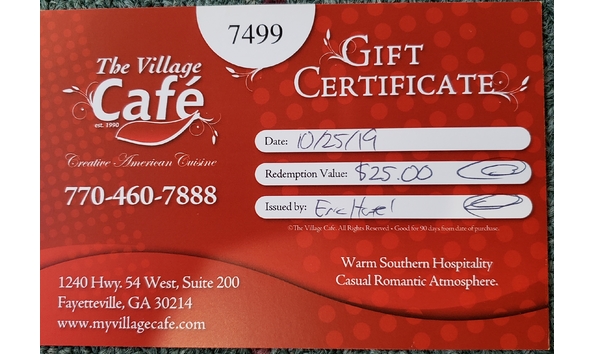 7499
The Village
Café
est. 1990
Creative American Cuisine
770-460-7888
1240 Hwy. 54 West, Suite 200
Fayetteville, GA 30214
www.myvillagecafe.com
GIFT
CERTIFICATE
Date: 10/25/19
Redemption Value: $25.00
Issued by: Eric
©The Village Cafe. All Rights Reserved • Good for 90 days from date of purchase.
Warm Southern Hospitality
Casual Romantic Atmosphere.